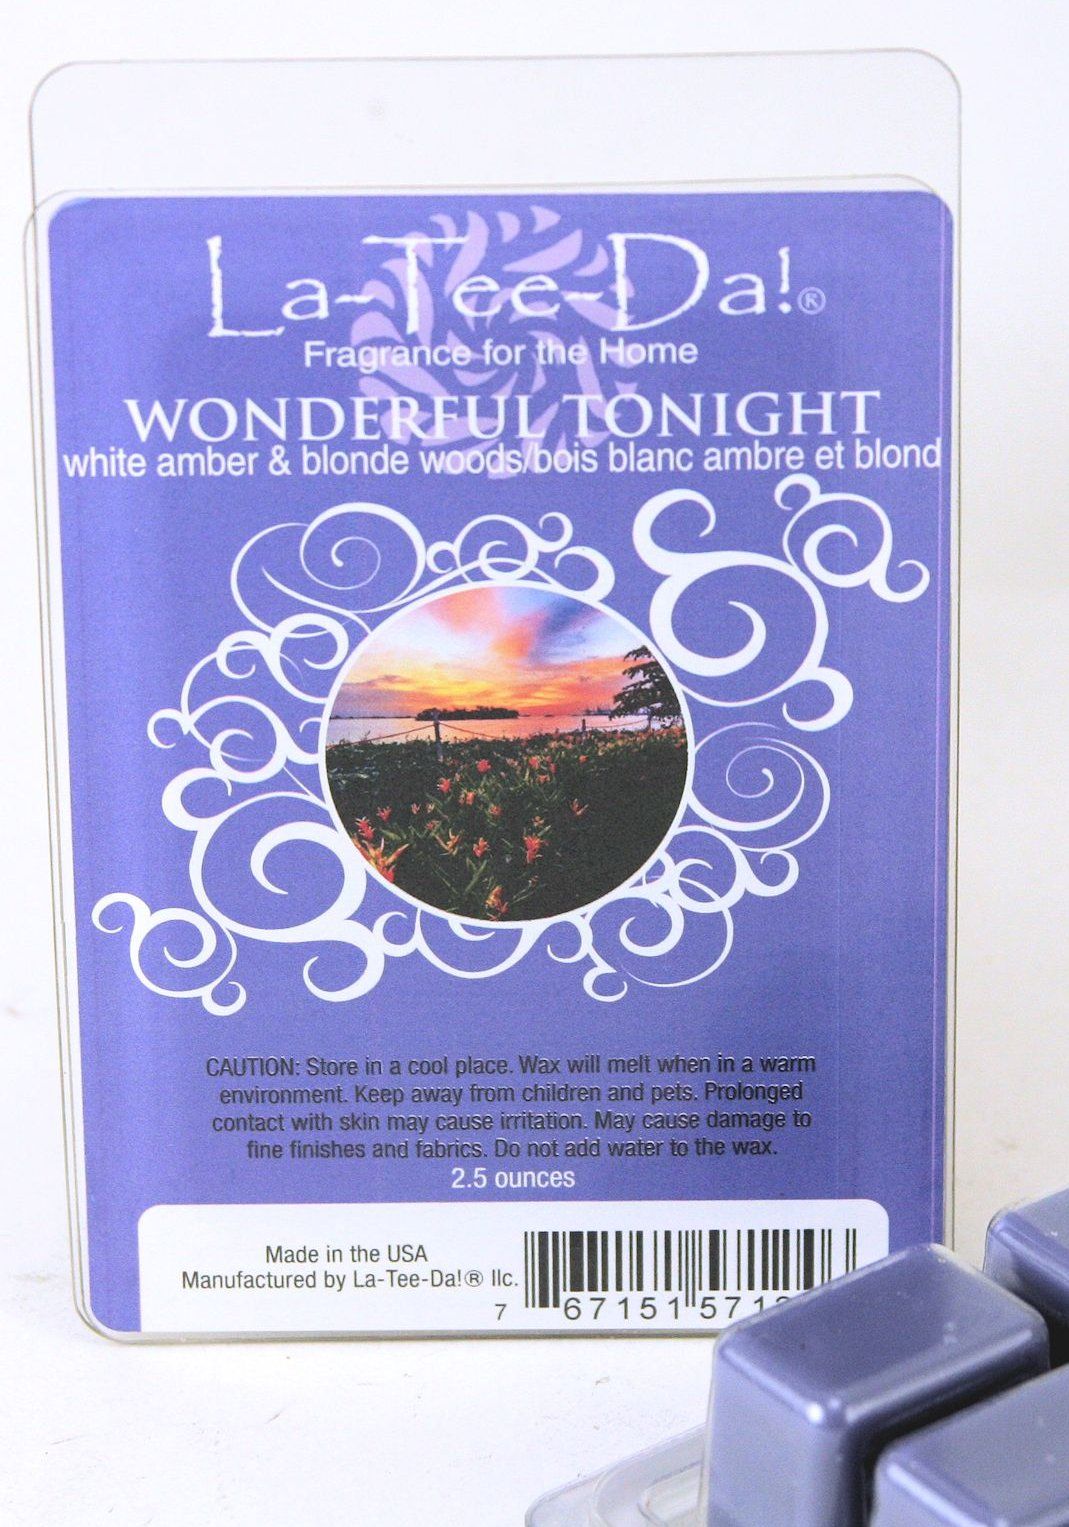 La-Tee-Da!®
Fragrance for the Home
WONDERFUL TONIGHT
white amber & blonde woods/bois blanc ambre et blond
CAUTION: Store in a cool place. Wax will melt when in a warm
environment. Keep away from children and pets. Prolonged
contact with skin may cause irritation. May cause damage to
fine finishes and fabrics. Do not add water to the wax.
2.5 ounces
Made in the USA
Manufactured by La-Tee-Da!® llc.
7 67151 571